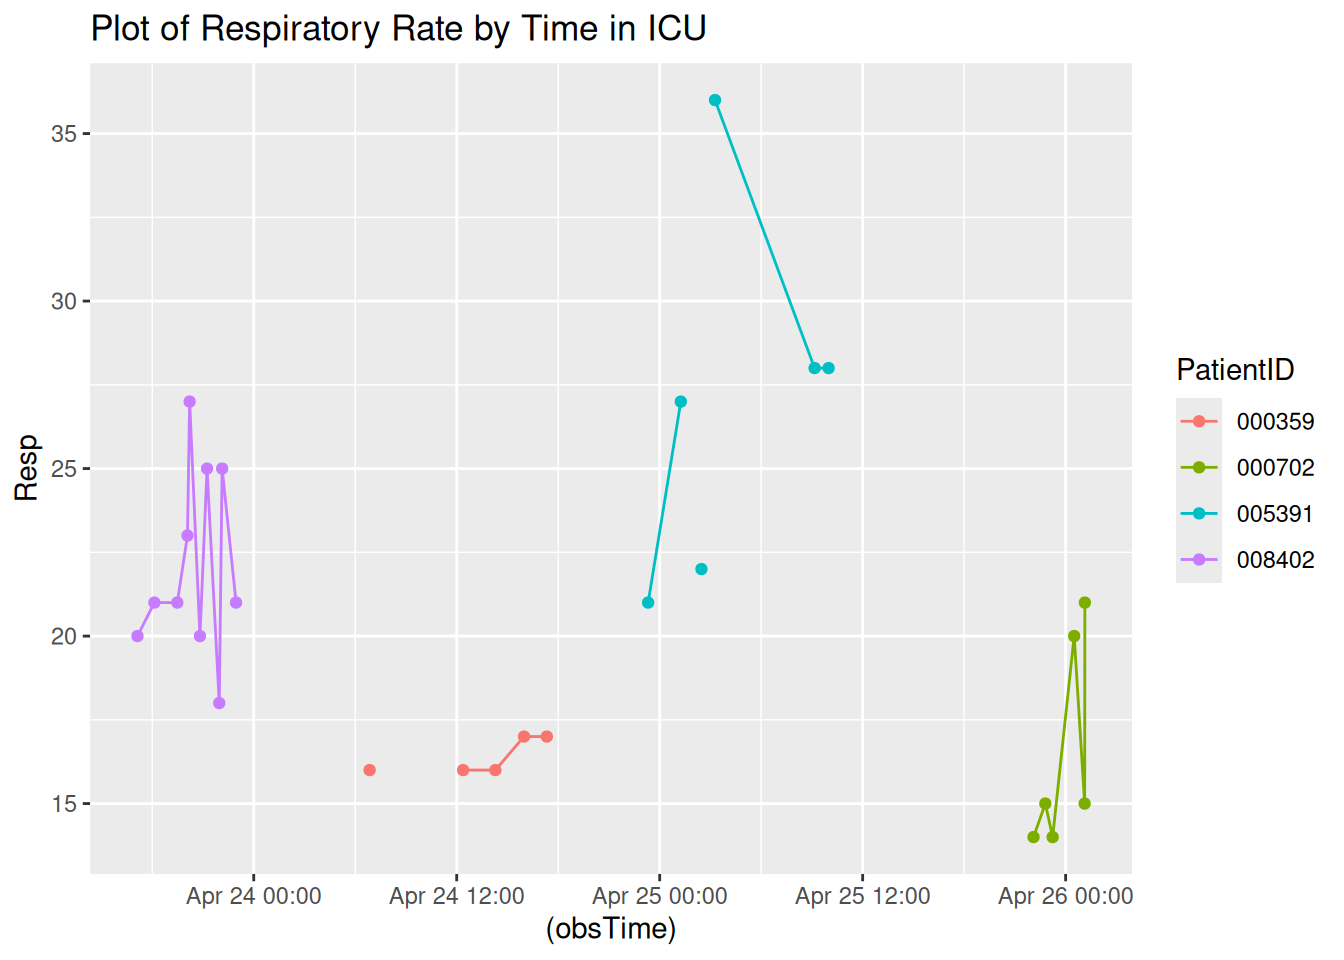 Plot of Respiratory Rate by Time in ICU
35
30
25
20
15
Resp
Apr 24 00:00
Apr 24 12:00
Apr 25 00:00
Apr 25 12:00
Apr 26 00:00
(obsTime)
PatientID
000359
000702
005391
008402